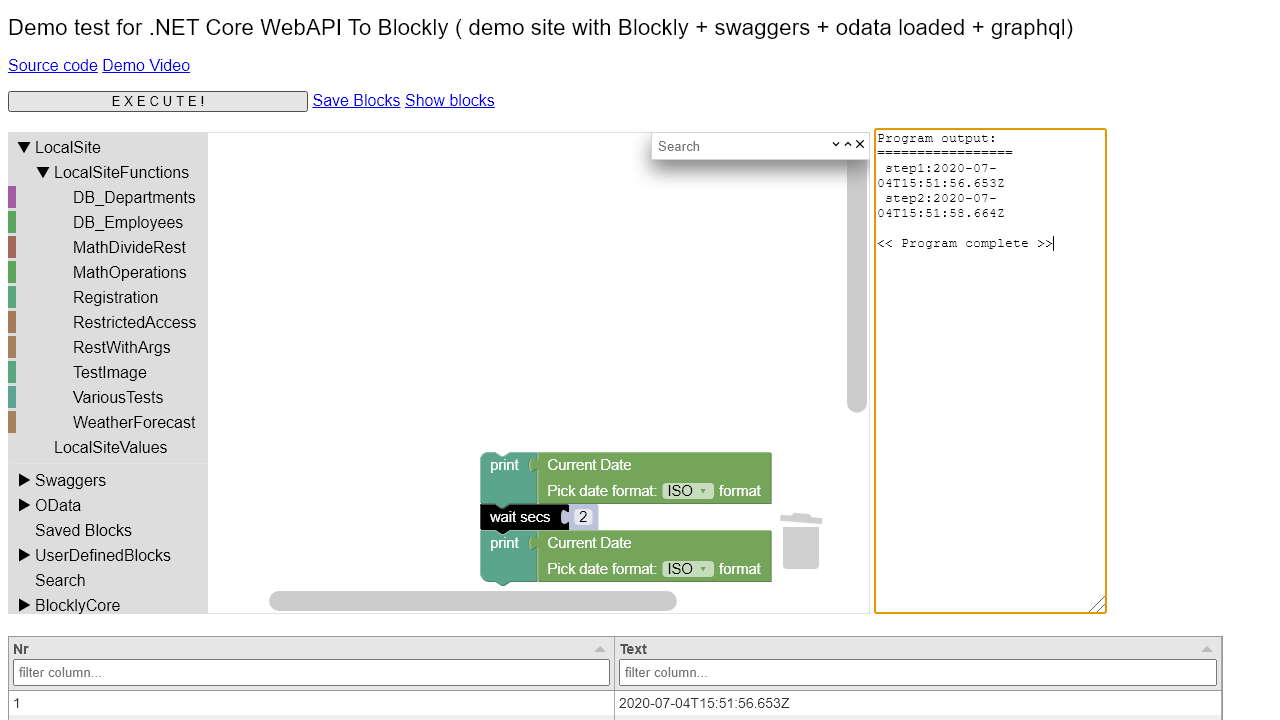 Demo test for .NET Core WebAPI To Blockly ( demo site with Blockly + swaggers + odata loaded + graphql)
Source code Demo Video
E X E C U T E ! Save Blocks Show blocks
LocalSite
LocalSiteFunctions
DB_Departments
DB_Employees
MathDivideRest
MathOperations
Registration
RestrictedAccess
RestWithArgs
TestImage
VariousTests
WeatherForecast
LocalSiteValues
Swaggers
OData
Saved Blocks
UserDefinedBlocks
Search
BlocklyCore
Search
print Current Date
Pick date format: ISO format
wait secs 2
print Current Date
Pick date format: ISO format
Program output:
=================
step1:2020-07-
04T15:51:56.653Z
step2:2020-07-
04T15:51:58.664Z
<< Program complete >>
Nr Text
filter column... filter column...
1 2020-07-04T15:51:56.653Z